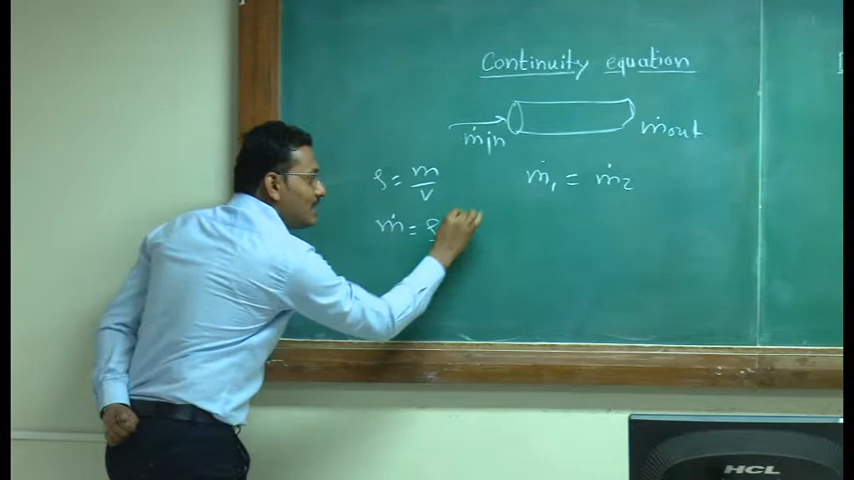 Continuity equation
ṁin ṁout
ρ = m/v
ṁ₁ = ṁ₂
ṁ = ρ
HCL